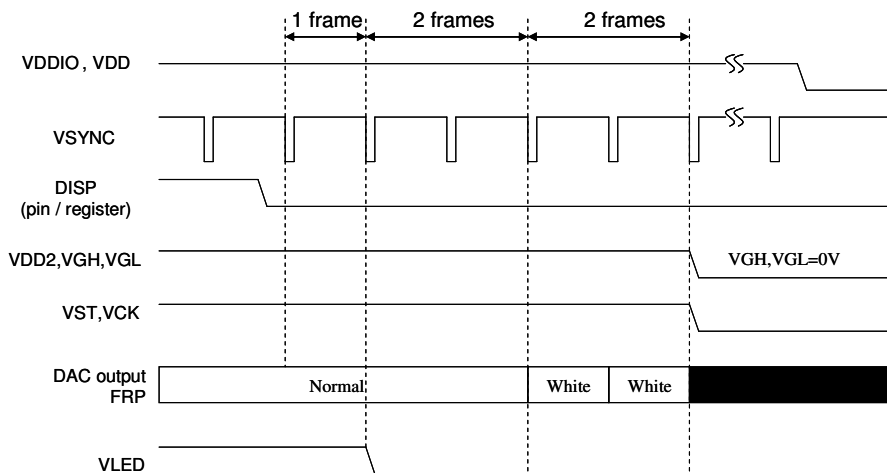 1 frame 2 frames 2 frames
VDDIO , VDD
VSYNC
DISP
(pin / register)
VDD2,VGH,VGL VGH,VGL=0V
VST,VCK
DAC output
FRP Normal White White
VLED